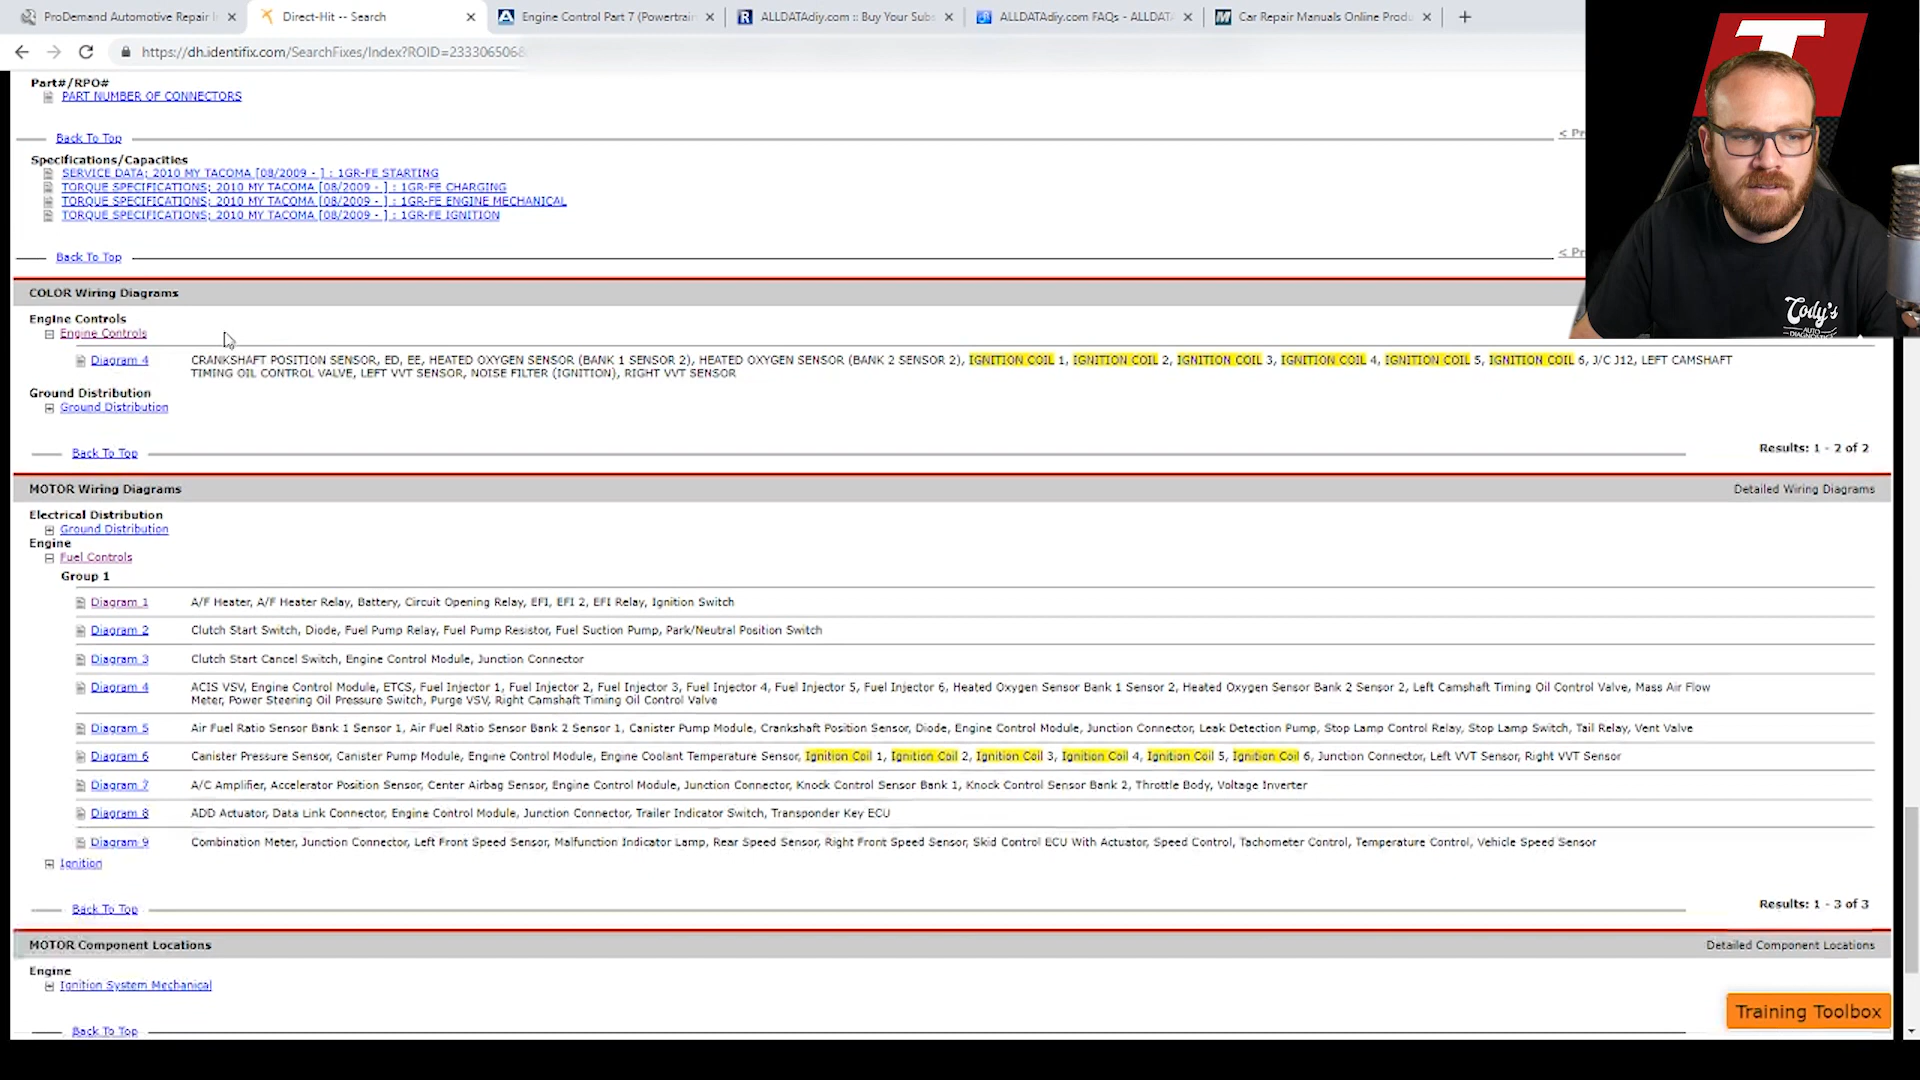 ProDemand Automotive Repair I
Direct-Hit -- Search
Engine Control Part 7 (Powertrai
ALLDATAdiy.com :: Buy Your Sub
ALLDATAdiy.com FAQs - ALLDATA
Car Repair Manuals Online Prod
https://dh.identifix.com/SearchFixes/Index?ROID=2333065068
T
Part#/RPO#
PART NUMBER OF CONNECTORS
Back To Top
< Pr
Specifications/Capacities
SERVICE DATA; 2010 MY TACOMA [08/2009 - ] : 1GR-FE STARTING
TORQUE SPECIFICATIONS; 2010 MY TACOMA [08/2009 - ] : 1GR-FE CHARGING
TORQUE SPECIFICATIONS; 2010 MY TACOMA [08/2009 - ] : 1GR-FE ENGINE MECHANICAL
TORQUE SPECIFICATIONS; 2010 MY TACOMA [08/2009 - ] : 1GR-FE IGNITION
Back To Top
< Pr
Cody's
AUTO
COLOR Wiring Diagrams
Engine Controls
Engine Controls
Diagram 4 CRANKSHAFT POSITION SENSOR, ED, EE, HEATED OXYGEN SENSOR (BANK 1 SENSOR 2), HEATED OXYGEN SENSOR (BANK 2 SENSOR 2), IGNITION COIL 1, IGNITION COIL 2, IGNITION COIL 3, IGNITION COIL 4, IGNITION COIL 5, IGNITION COIL 6, J/C J12, LEFT CAMSHAFT
TIMING OIL CONTROL VALVE, LEFT VVT SENSOR, NOISE FILTER (IGNITION), RIGHT VVT SENSOR
Ground Distribution
Ground Distribution
Back To Top
Results: 1 - 2 of 2
MOTOR Wiring Diagrams
Detailed Wiring Diagrams
Electrical Distribution
Ground Distribution
Engine
Fuel Controls
Group 1
Diagram 1 A/F Heater, A/F Heater Relay, Battery, Circuit Opening Relay, EFI, EFI 2, EFI Relay, Ignition Switch
Diagram 2 Clutch Start Switch, Diode, Fuel Pump Relay, Fuel Pump Resistor, Fuel Suction Pump, Park/Neutral Position Switch
Diagram 3 Clutch Start Cancel Switch, Engine Control Module, Junction Connector
Diagram 4 ACIS VSV, Engine Control Module, ETCS, Fuel Injector 1, Fuel Injector 2, Fuel Injector 3, Fuel Injector 4, Fuel Injector 5, Fuel Injector 6, Heated Oxygen Sensor Bank 1 Sensor 2, Heated Oxygen Sensor Bank 2 Sensor 2, Left Camshaft Timing Oil Control Valve, Mass Air Flow
Meter, Power Steering Oil Pressure Switch, Purge VSV, Right Camshaft Timing Oil Control Valve
Diagram 5 Air Fuel Ratio Sensor Bank 1 Sensor 1, Air Fuel Ratio Sensor Bank 2 Sensor 1, Canister Pump Module, Crankshaft Position Sensor, Diode, Engine Control Module, Junction Connector, Leak Detection Pump, Stop Lamp Control Relay, Stop Lamp Switch, Tail Relay, Vent Valve
Diagram 6 Canister Pressure Sensor, Canister Pump Module, Engine Control Module, Engine Coolant Temperature Sensor, Ignition Coil 1, Ignition Coil 2, Ignition Coil 3, Ignition Coil 4, Ignition Coil 5, Ignition Coil 6, Junction Connector, Left VVT Sensor, Right VVT Sensor
Diagram 7 A/C Amplifier, Accelerator Position Sensor, Center Airbag Sensor, Engine Control Module, Junction Connector, Knock Control Sensor Bank 1, Knock Control Sensor Bank 2, Throttle Body, Voltage Inverter
Diagram 8 ADD Actuator, Data Link Connector, Engine Control Module, Junction Connector, Trailer Indicator Switch, Transponder Key ECU
Diagram 9 Combination Meter, Junction Connector, Left Front Speed Sensor, Malfunction Indicator Lamp, Rear Speed Sensor, Right Front Speed Sensor, Skid Control ECU With Actuator, Speed Control, Tachometer Control, Temperature Control, Vehicle Speed Sensor
Ignition
Back To Top
Results: 1 - 3 of 3
MOTOR Component Locations
Detailed Component Locations
Engine
Ignition System Mechanical
Training Toolbox
Back To Top